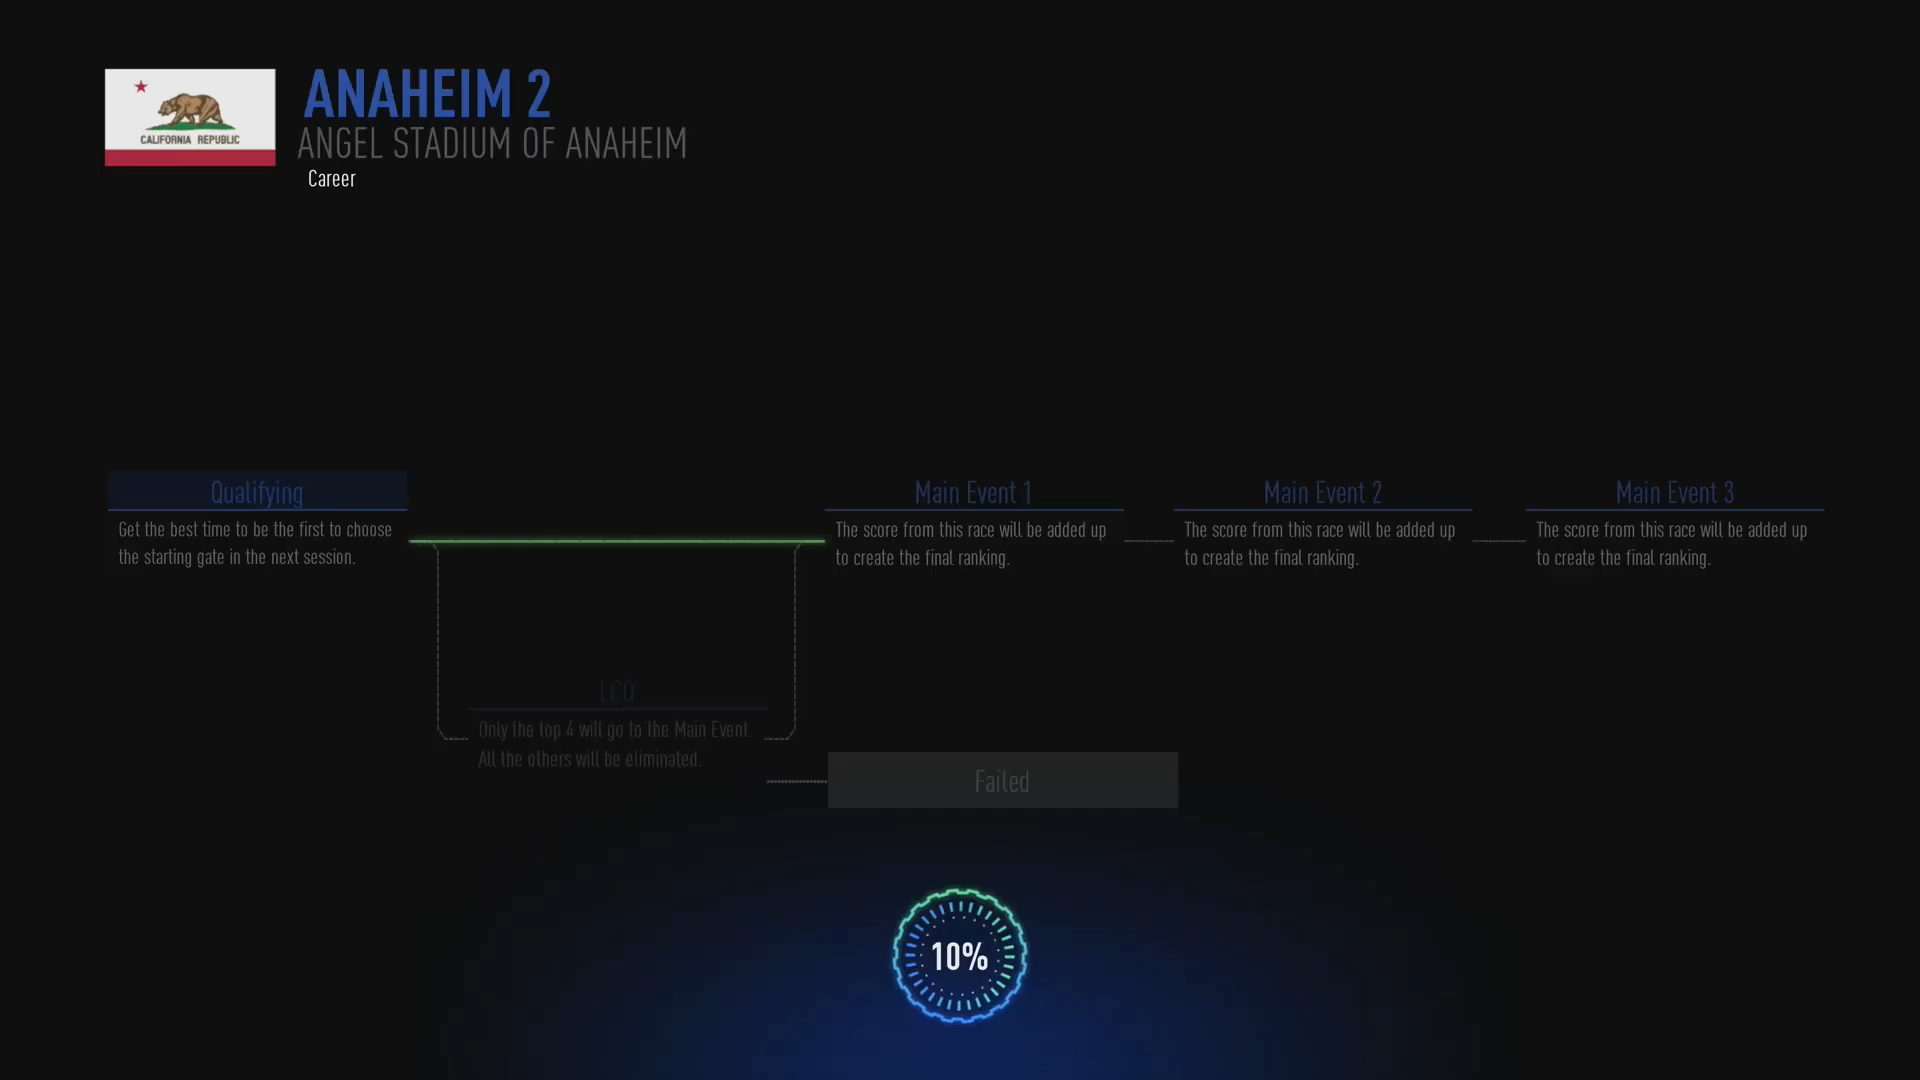 CALIFORNIA REPUBLIC
ANAHEIM 2
ANGEL STADIUM OF ANAHEIM
Career
Qualifying
Get the best time to be the first to choose
the starting gate in the next session.
Main Event 1
The score from this race will be added up
to create the final ranking.
Main Event 2
The score from this race will be added up
to create the final ranking.
Main Event 3
The score from this race will be added up
to create the final ranking.
LCQ
Only the top 4 will go to the Main Event.
All the others will be eliminated.
Failed
10%